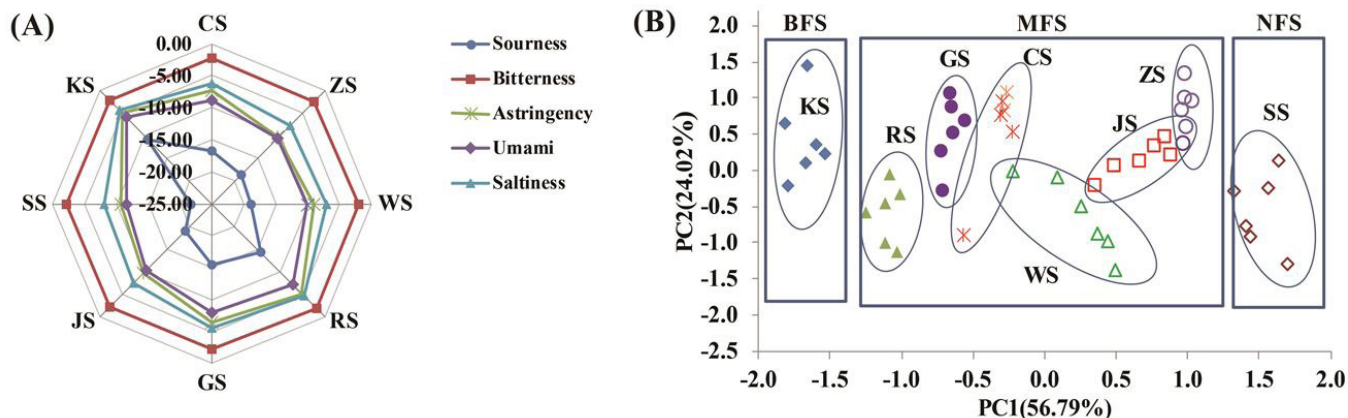 (A)
CS
0.00
-5.00
-10.00
-15.00
-20.00
-25.00
KS
ZS
SS
WS
JS
RS
GS
Sourness
Bitterness
Astringency
Umami
Saltiness
(B)
BFS
MFS
NFS
2.0
1.5
1.0
0.5
0.0
-0.5
-1.0
-1.5
-2.0
-2.5
PC2(24.02%)
KS
RS
GS
CS
WS
JS
ZS
SS
-2.0
-1.5
-1.0
-0.5
0.0
0.5
1.0
1.5
2.0
PC1(56.79%)